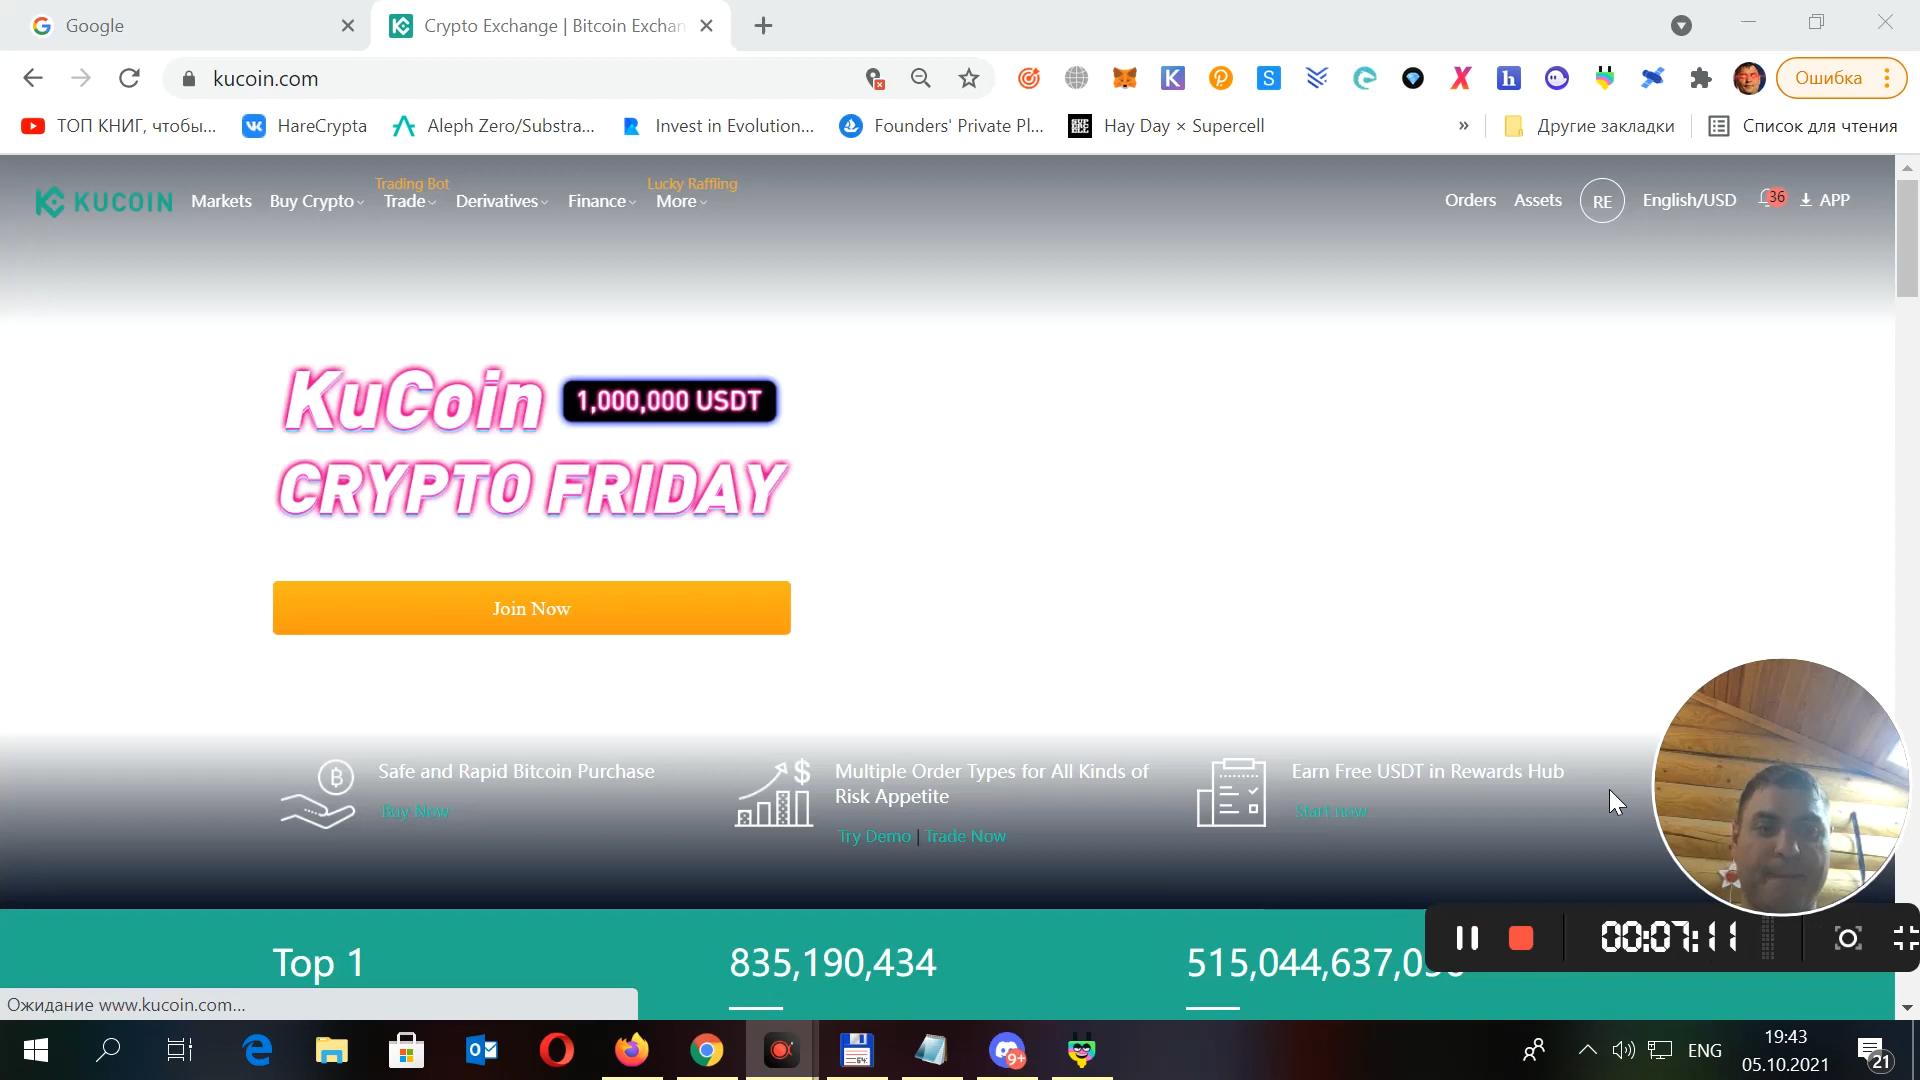 Google
Crypto Exchange | Bitcoin Exchan
kucoin.com
Ошибка
ТОП КНИГ, чтобы...
HareCrypta
Aleph Zero/Substra...
Invest in Evolution...
Founders' Private Pl...
Hay Day × Supercell
»
Другие закладки
Список для чтения
KUCOIN
Markets
Buy Crypto
Trading Bot
Trade
Derivatives
Finance
Lucky Raffling
More
Orders
Assets
RE
English/USD
36
APP
KuCoin
1,000,000 USDT
CRYPTO FRIDAY
Join Now
Safe and Rapid Bitcoin Purchase
Buy Now
Multiple Order Types for All Kinds of
Risk Appetite
Try Demo | Trade Now
Earn Free USDT in Rewards Hub
Start now
Top 1
835,190,434
515,044,637,0
00:07:11
Ожидание www.kucoin.com...
9+
ENG
19:43
05.10.2021
21